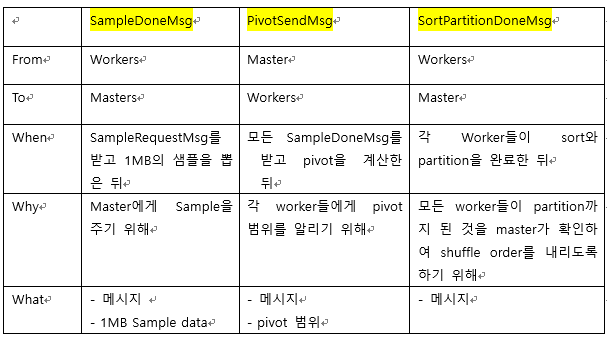 SampleDoneMsg PivotSendMsg SortPartitionDoneMsg
From Workers Master Workers
To Masters Workers Master
When SampleRequestMsg를 모든 SampleDoneMsg를 각 Worker들이 sort와
받고 1MB의 샘플을 뽑 받고 pivot을 계산한 partition을 완료한 뒤
은 뒤 뒤
Why Master에게 Sample을 각 worker들에게 pivot 모든 worker들이 partition까
주기 위해 범위를 알리기 위해 지 된 것을 master가 확인하
여 shuffle order를 내리도록
하기 위해
What - 메시지 - 메시지 - 메시지
- 1MB Sample data - pivot 범위